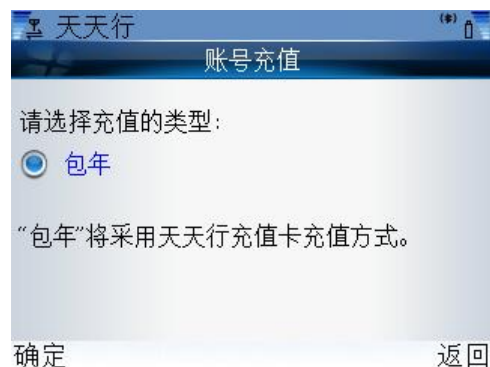 天天行
账号充值
请选择充值的类型:
包年
“包年”将采用天天行充值卡充值方式。
确定 返回